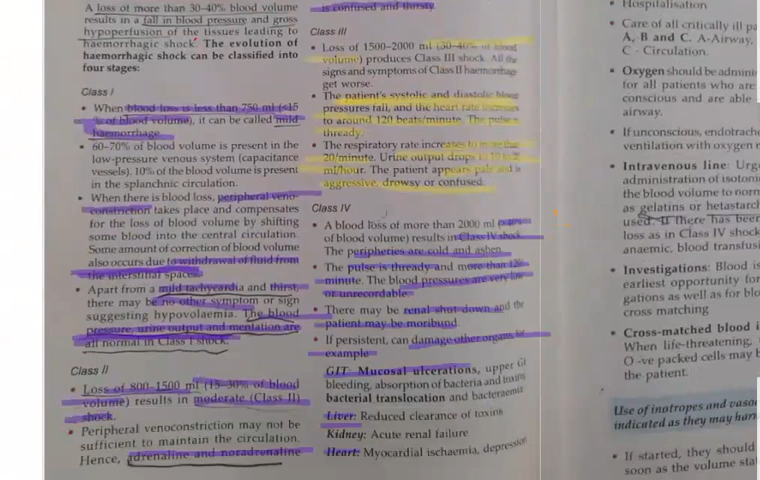 A loss of more than 30-40% blood volume
results in a fall in blood pressure and gross
hypoperfusion of the tissues leading to
haemorrhagic shock. The evolution of
haemorrhagic shock can be classified into
four stages:
Class I
• When blood loss is less than 750 ml (<15
% of blood volume), it can be called mild
haemorrhage.
• 60-70% of blood volume is present in the
low-pressure venous system (capacitance
vessels). 10% of the blood volume is present
in the splanchnic circulation.
• When there is blood loss, peripheral veno-
constriction takes place and compensates
for the loss of blood volume by shifting
some blood into the central circulation.
Some amount of correction of blood volume
also occurs due to withdrawal of fluid from
the interstitial space.
• Apart from a mild tachycardia and thirst,
there may be no other symptom or sign
suggesting hypovolaemia. The blood
pressure, urine output and mentation are
all normal in Class I shock.
Class II
• Loss of 800-1500 ml (15-30% of blood
volume) results in moderate (Class II)
shock.
• Peripheral venoconstriction may not be
sufficient to maintain the circulation.
Hence, adrenaline and noradrenaline
is confused and thirsty.
Class III
• Loss of 1500-2000 ml (30-40% of blood
volume) produces Class III shock. All the
signs and symptoms of Class II haemorrhage
get worse.
• The patient's systolic and diastolic blood
pressures fall, and the heart rate increases
to around 120 beats/minute. The pulse is
thready.
• The respiratory rate increases to more than
20/minute. Urine output drops to 10 to 20
ml/hour. The patient appears pale and is
aggressive, drowsy or confused.
Class IV
• A blood loss of more than 2000 ml (>40%
of blood volume) results in Class IV shock.
The peripheries are cold and ashen.
• The pulse is thready and more than 120
minute. The blood pressures are very low
or unrecordable.
• There may be renal shut down and the
patient may be moribund.
• If persistent, can damage other organs for
example
GIT: Mucosal ulcerations, upper GI
bleeding, absorption of bacteria and toxins
bacterial translocation and bacteraemia
Liver: Reduced clearance of toxins
Kidney: Acute renal failure
Heart: Myocardial ischaemia, depression
• Hospitalisation
• Care of all critically ill pa
A, B and C. A-Airway,
C - Circulation.
• Oxygen should be admini
for all patients who are
conscious and are able
airway.
• If unconscious, endotrache
ventilation with oxygen
• Intravenous line: Urg
administration of isoton
the blood volume to norm
as gelatins or hetastarch
used. If there has been
loss as in Class IV shock
anaemic, blood transfus
• Investigations: Blood is
earliest opportunity for
gations as well as for blo
cross match
• Cross-matched blood i
When life-threatening,
O -ve packed cells may b
the patient.
Use of inotropes and vaso
indicated as they may har
• If started, they should
soon as the volume stat